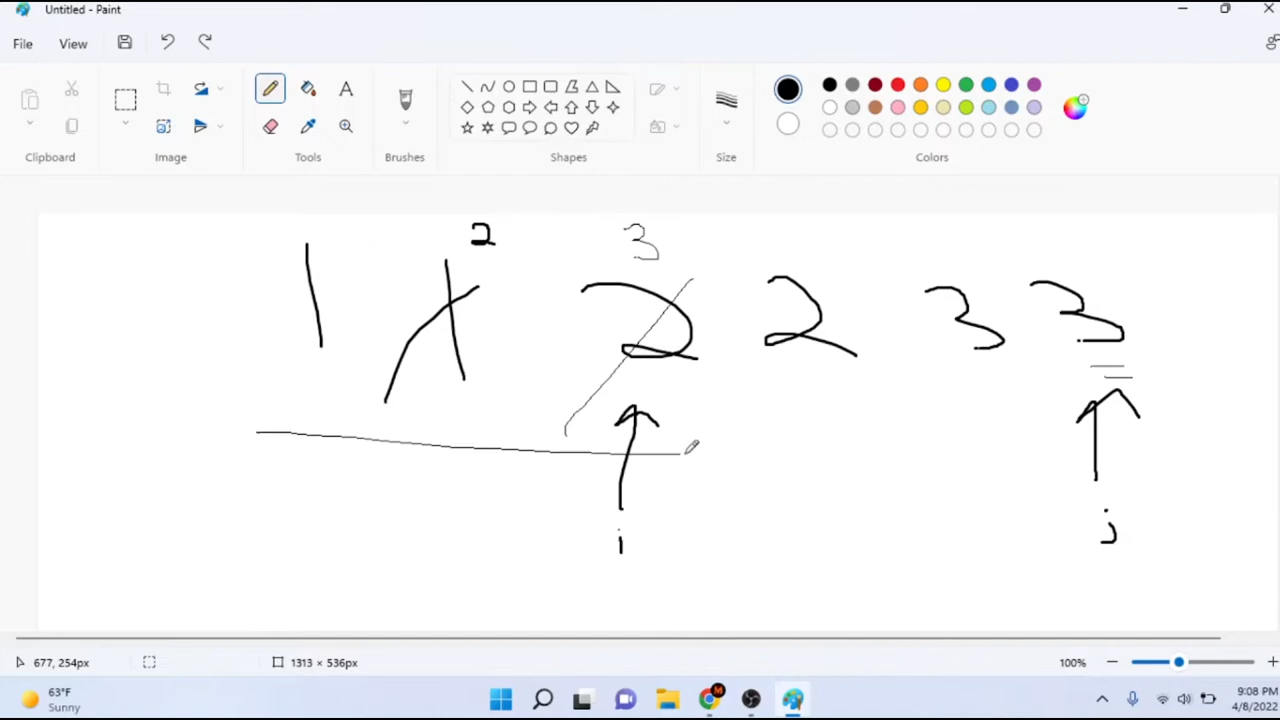 Untitled - Paint
File View
Clipboard Image Tools Brushes Shapes Size Colors
2 3
1 1 2 2 3 3
i j
677, 254px 1313 × 536px 100%
63°F
Sunny
M
9:08 PM
4/8/2022